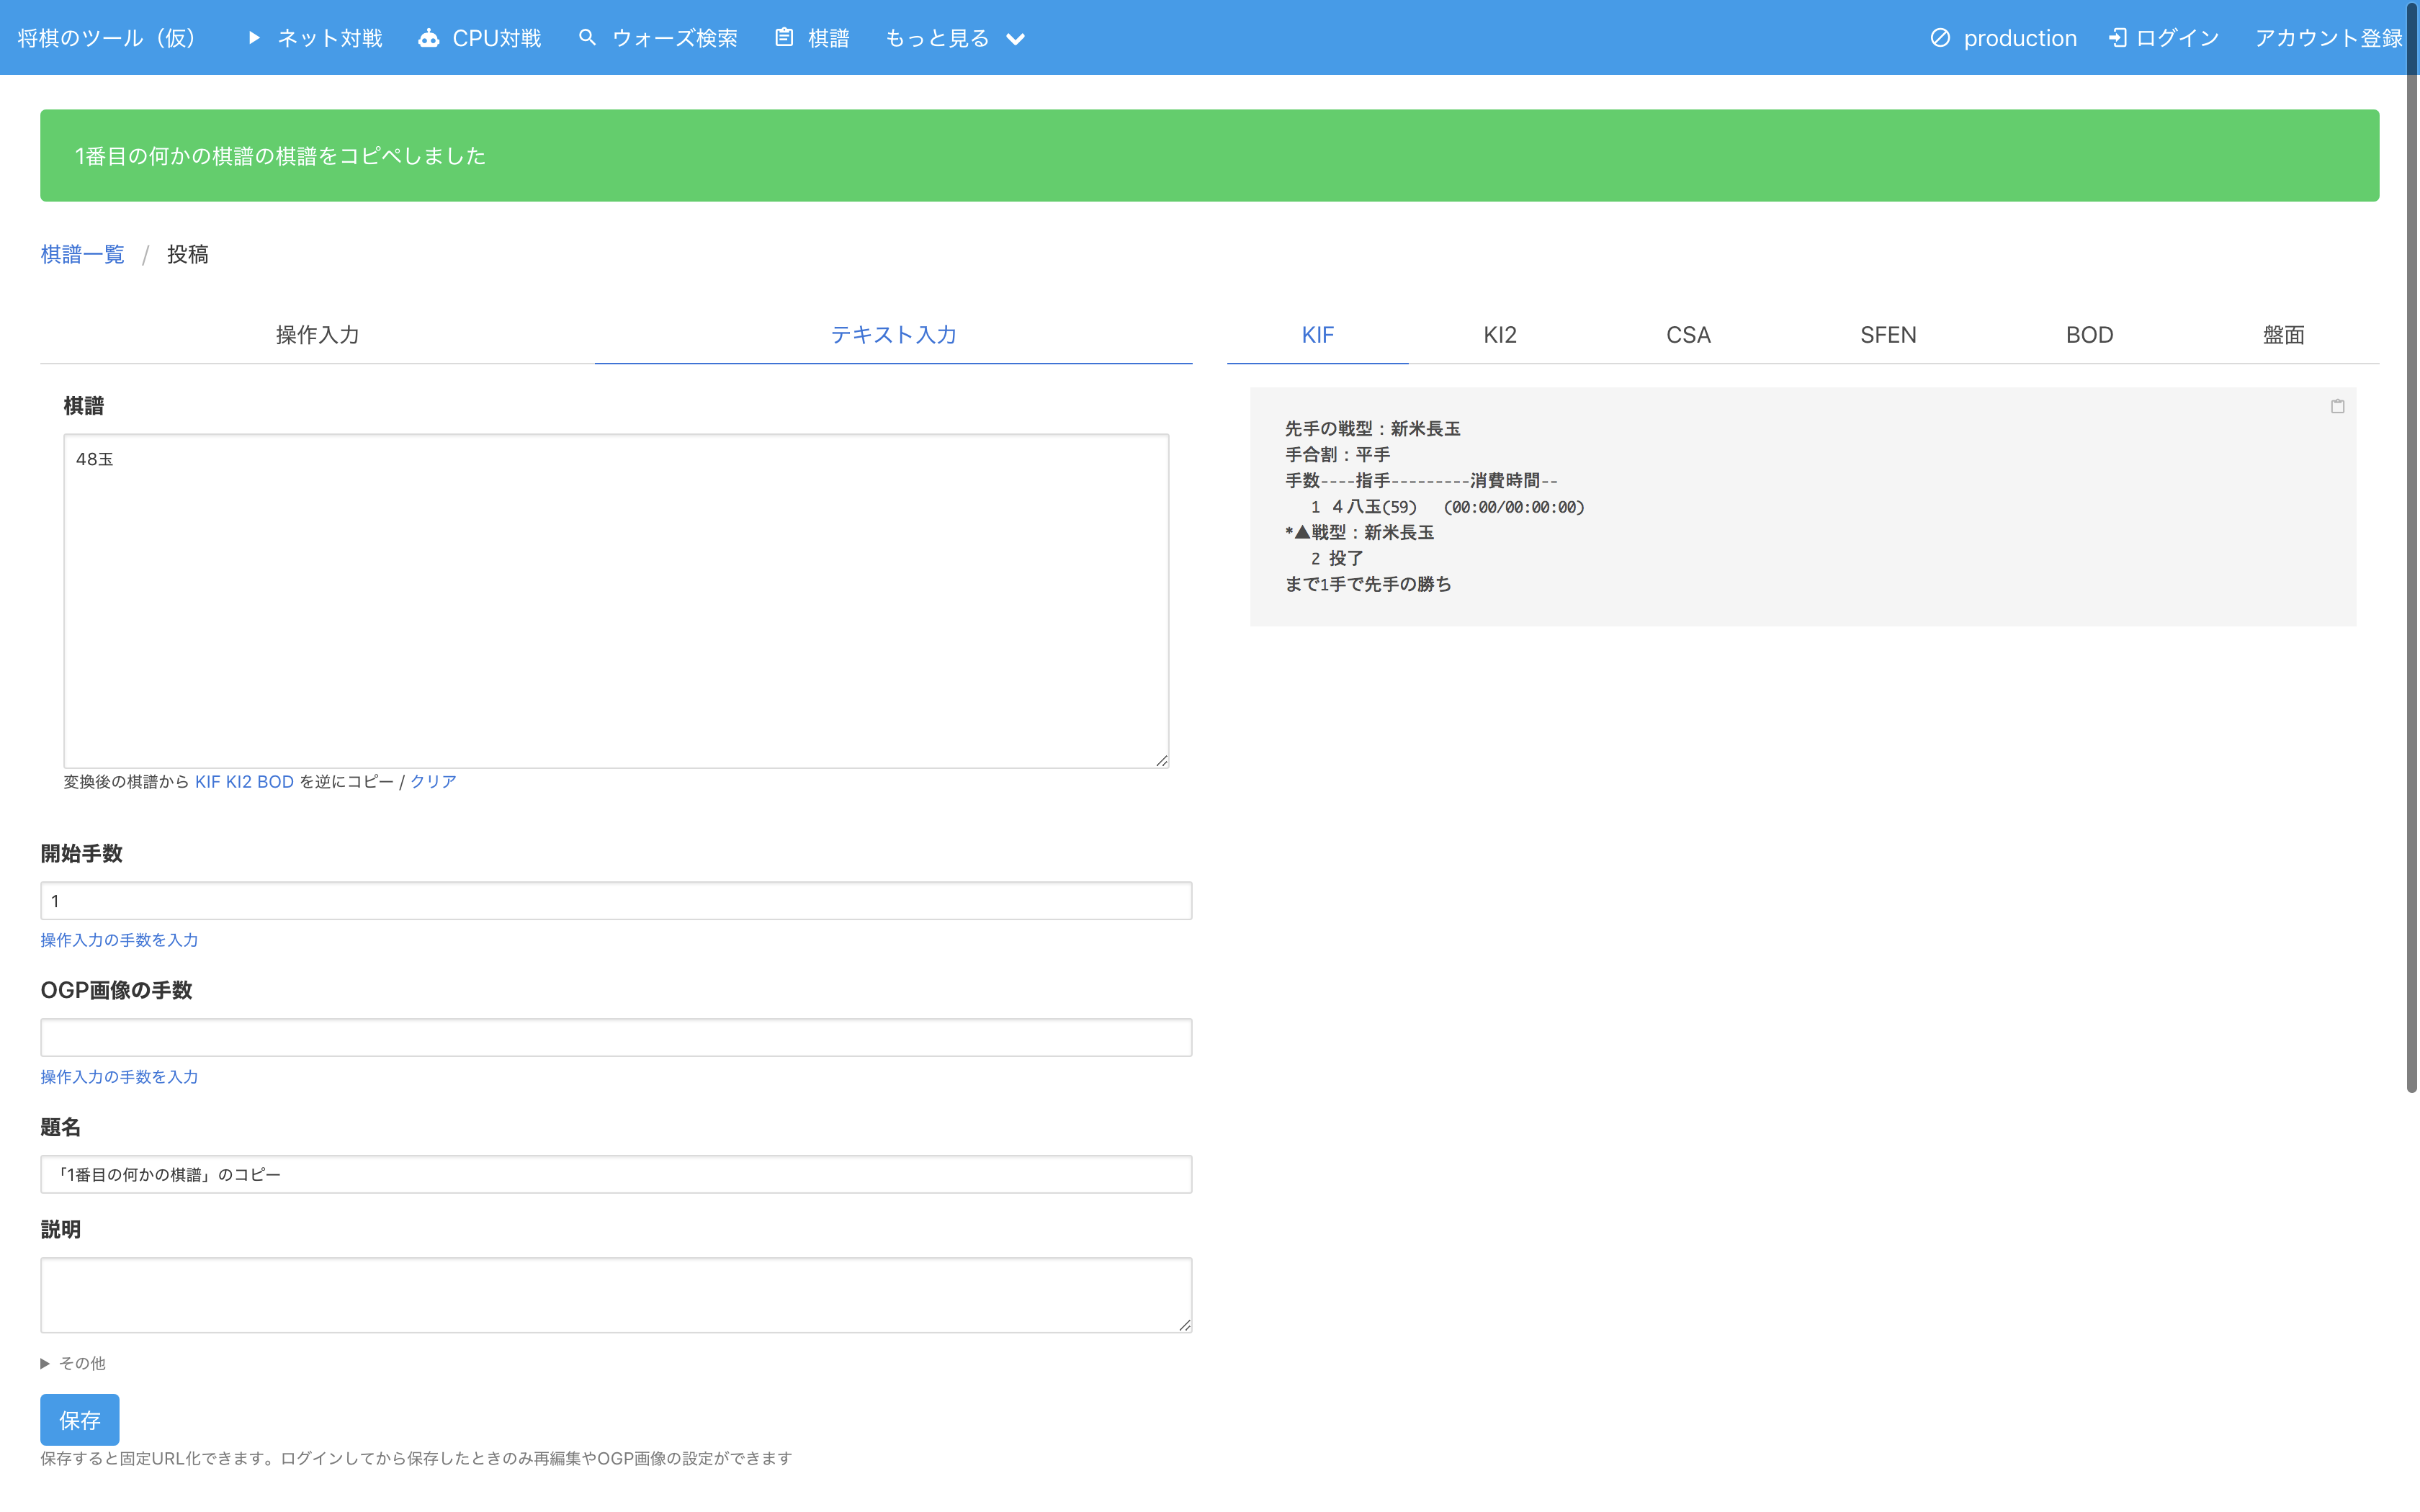 将棋のツール（仮） ネット対戦 CPU対戦 ウォーズ検索 棋譜 もっと見る production ログイン アカウント登録
1番目の何かの棋譜の棋譜をコピペしました
棋譜一覧 / 投稿
操作入力 テキスト入力
棋譜
48玉
変換後の棋譜から KIF KI2 BOD を逆にコピー / クリア
開始手数
1
操作入力の手数を入力
OGP画像の手数
操作入力の手数を入力
題名
「1番目の何かの棋譜」のコピー
説明
その他
保存
保存すると固定URL化できます。ログインしてから保存したときのみ再編集やOGP画像の設定ができます
KIF KI2 CSA SFEN BOD 盤面
先手の戦型：新米長玉
手合割：平手
手数----指手---------消費時間--
1 ４八玉(59) (00:00/00:00:00)
*▲戦型：新米長玉
2 投了
まで1手で先手の勝ち